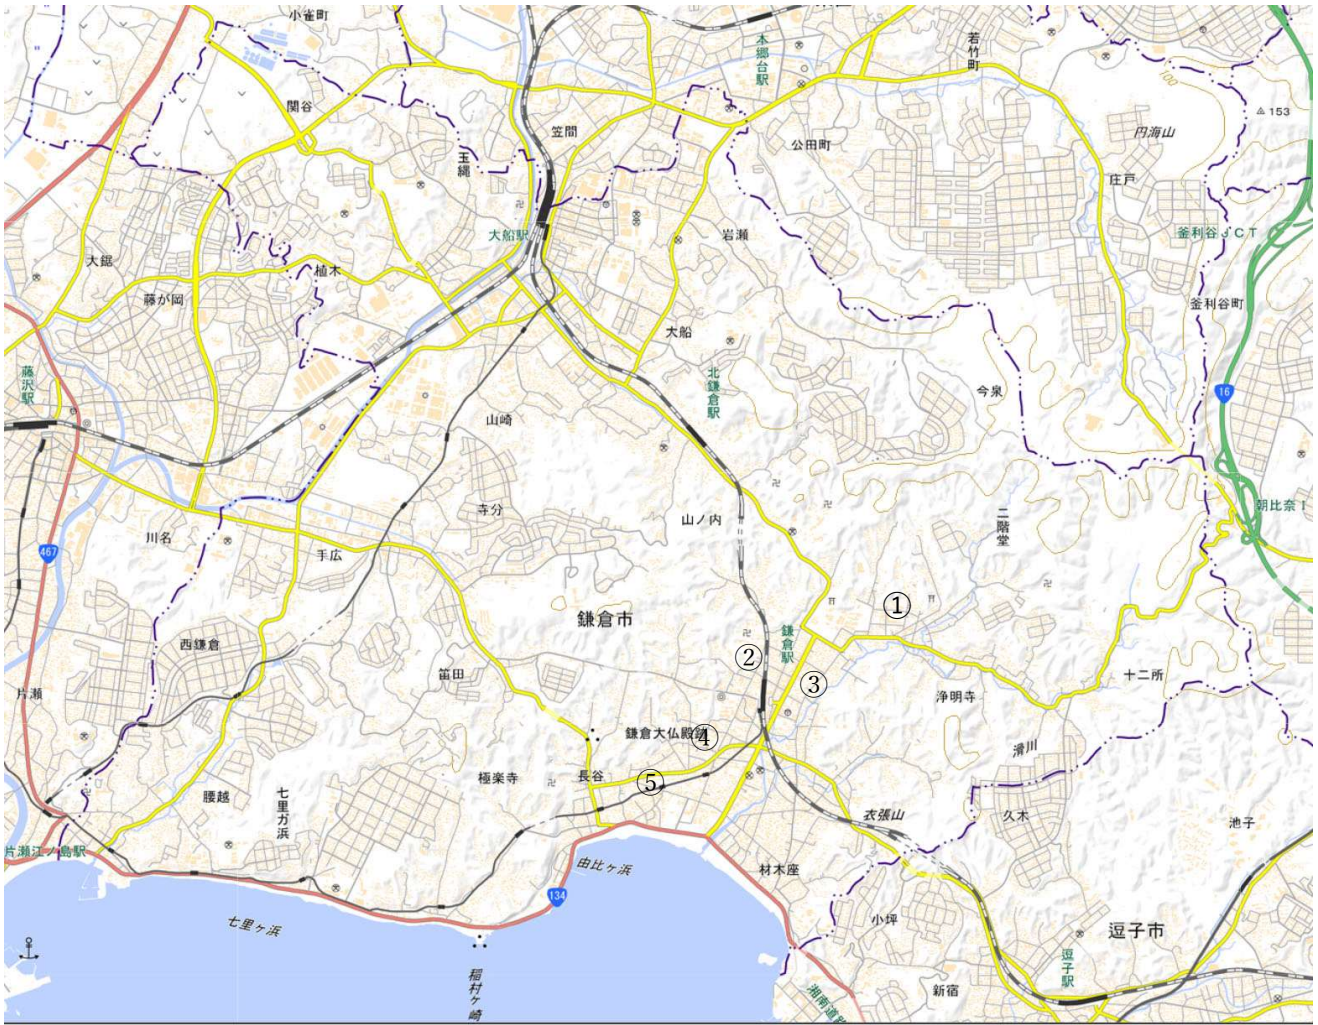 小雀町
本郷台駅
若竹町
関谷
153
100
笠間
円海山
公田町
玉縄
庄戸
大船駅
岩瀬
釜利谷JCT
大鋸
植木
藤が岡
釜利谷町
大船
藤沢駅
北鎌倉駅
今泉
16
山崎
朝比奈I
寺分
山ノ内
二階堂
川名
手広
467
①
鎌倉市
鎌倉駅
西鎌倉
②
笛田
十二所
③
片瀬
浄明寺
鎌倉大仏殿跡
④
滑川
極楽寺
長谷
⑤
腰越
七里ガ浜
衣張山
久木
池子
片瀬江ノ島駅
由比ヶ浜
材木座
134
七里ヶ浜
小坪
逗子市
逗子駅
稲村ヶ崎
新宿
湘南道路